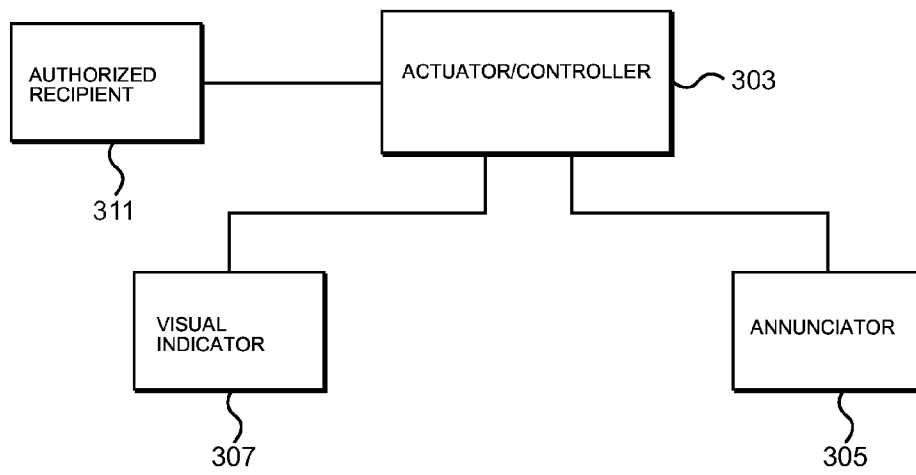 AUTHORIZED
RECIPIENT
ACTUATOR/CONTROLLER
303
311
VISUAL
INDICATOR
ANNUNCIATOR
307
305